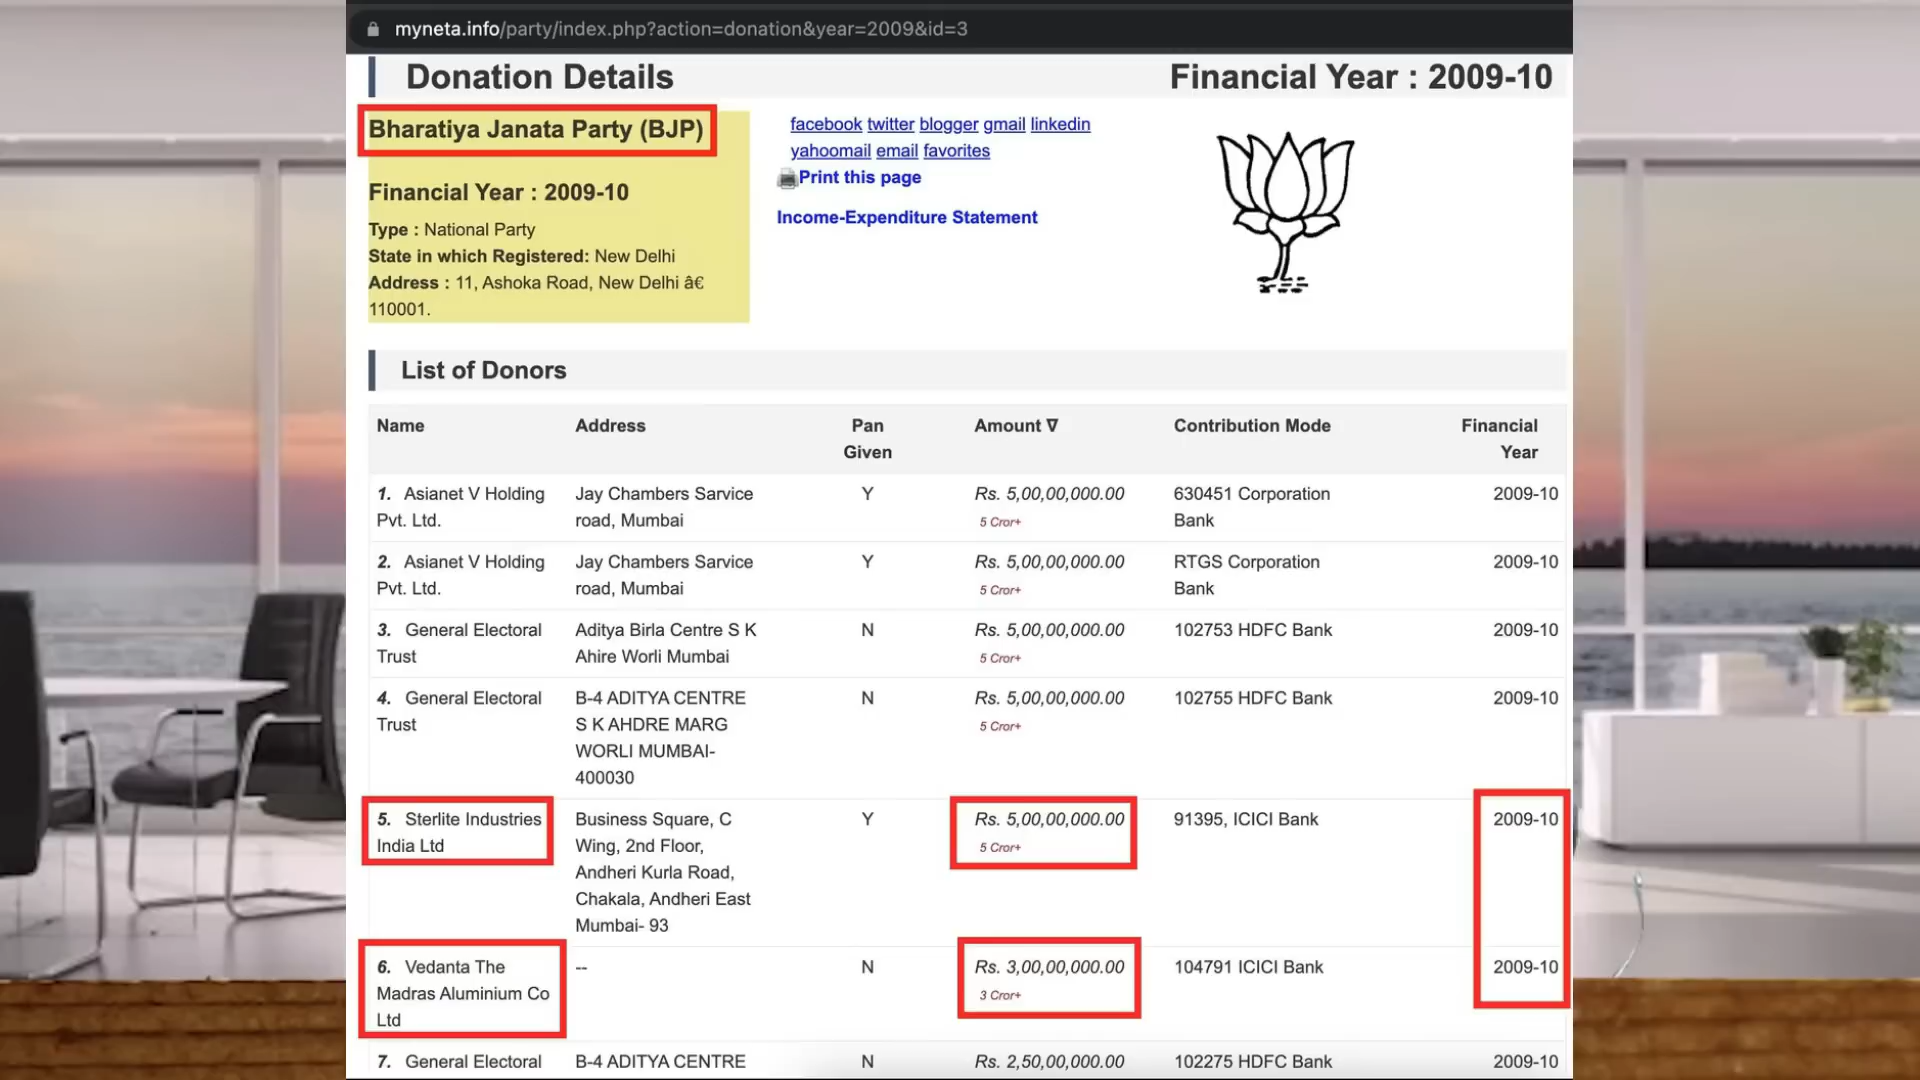 myneta.info/party/index.php?action=donation&year=2009&id=3
Donation Details
Financial Year : 2009-10
Bharatiya Janata Party (BJP)
Financial Year : 2009-10
Type : National Party
State in which Registered: New Delhi
Address : 11, Ashoka Road, New Delhi â€
110001.
facebook twitter blogger gmail linkedin
yahoomail email favorites
Print this page
Income-Expenditure Statement
List of Donors
Name Address Pan Given Amount ∇ Contribution Mode Financial Year
1. Asianet V Holding Jay Chambers Sarvice Y Rs. 5,00,00,000.00 630451 Corporation 2009-10
Pvt. Ltd. road, Mumbai 5 Cror+ Bank
2. Asianet V Holding Jay Chambers Sarvice Y Rs. 5,00,00,000.00 RTGS Corporation 2009-10
Pvt. Ltd. road, Mumbai 5 Cror+ Bank
3. General Electoral Aditya Birla Centre S K N Rs. 5,00,00,000.00 102753 HDFC Bank 2009-10
Trust Ahire Worli Mumbai 5 Cror+
4. General Electoral B-4 ADITYA CENTRE N Rs. 5,00,00,000.00 102755 HDFC Bank 2009-10
Trust S K AHDRE MARG 5 Cror+
WORLI MUMBAI-
400030
5. Sterlite Industries Business Square, C Y Rs. 5,00,00,000.00 91395, ICICI Bank 2009-10
India Ltd Wing, 2nd Floor, 5 Cror+
Andheri Kurla Road,
Chakala, Andheri East
Mumbai- 93
6. Vedanta The -- N Rs. 3,00,00,000.00 104791 ICICI Bank 2009-10
Madras Aluminium Co 3 Cror+
Ltd
7. General Electoral B-4 ADITYA CENTRE N Rs. 2,50,00,000.00 102275 HDFC Bank 2009-10